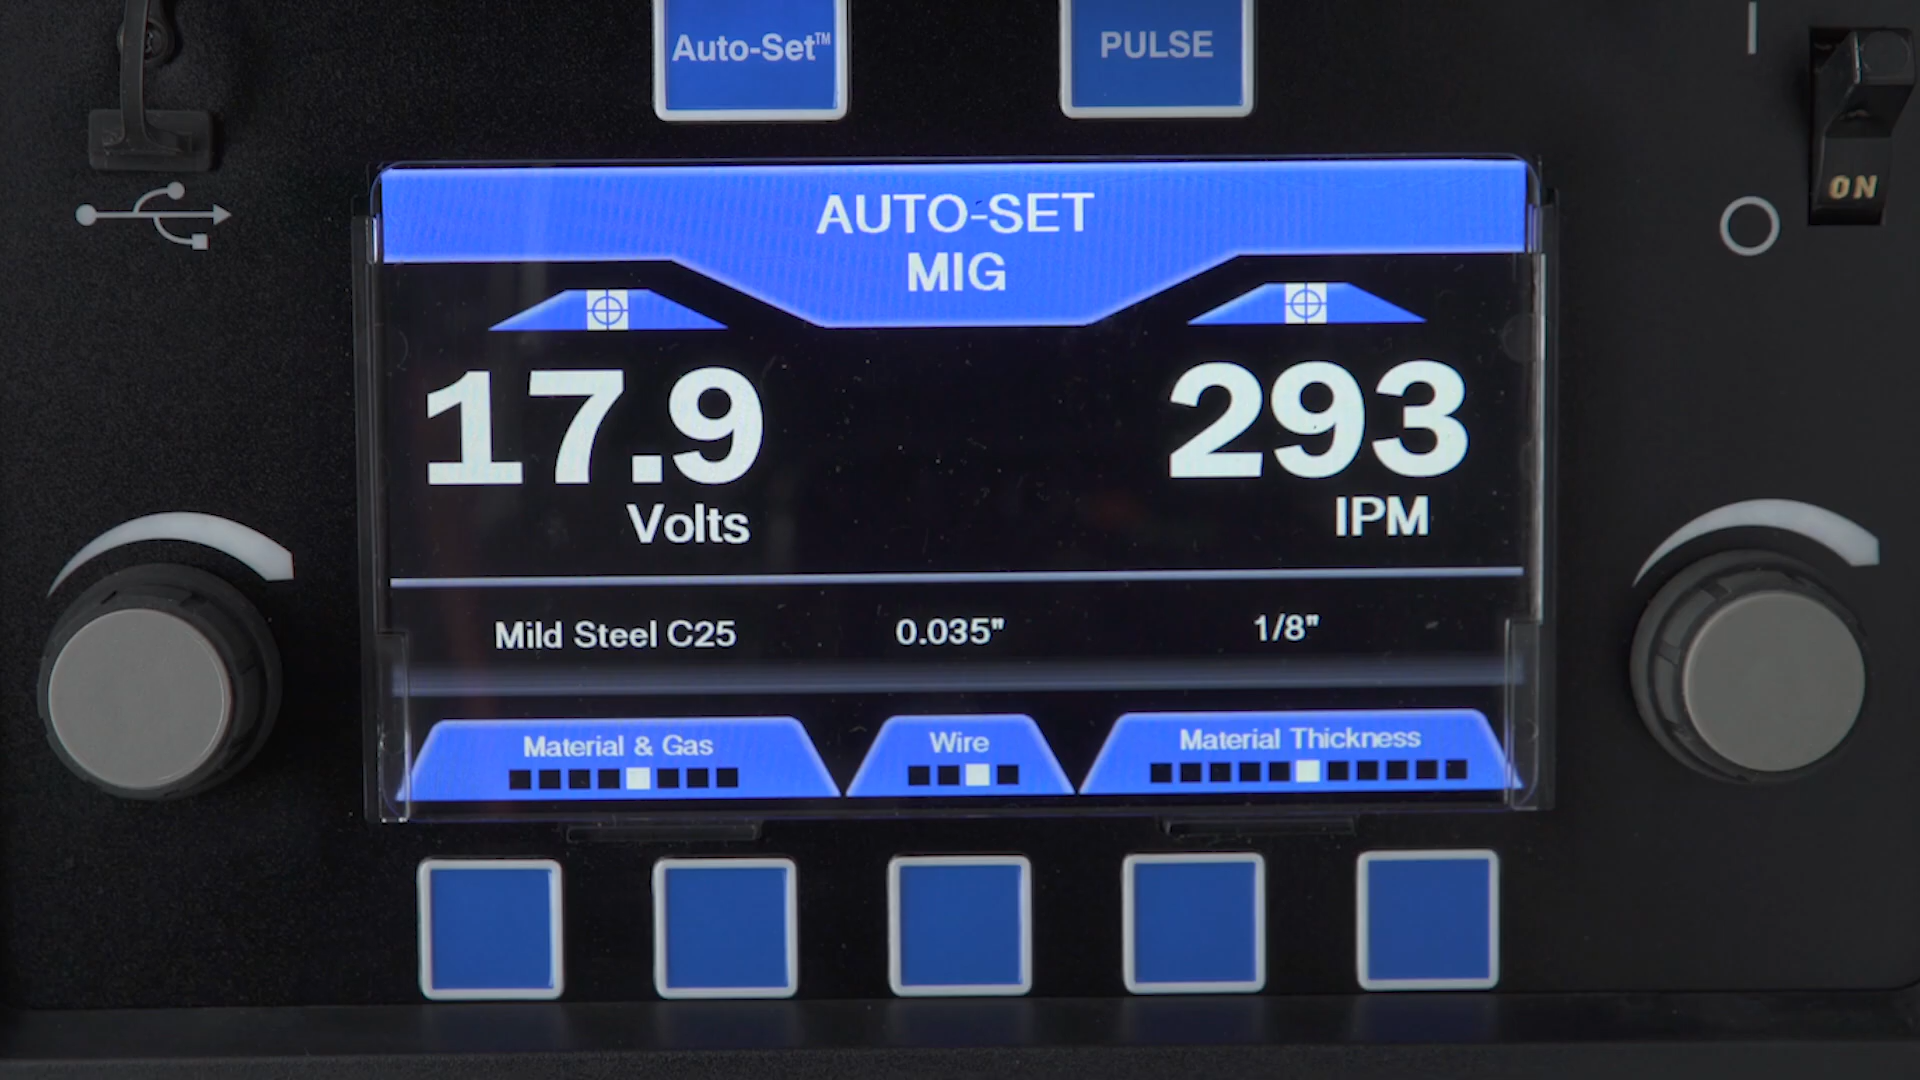 Auto-Set™
PULSE
ON
AUTO-SET
MIG
17.9
Volts
293
IPM
Mild Steel C25
0.035"
1/8"
Material & Gas
Wire
Material Thickness